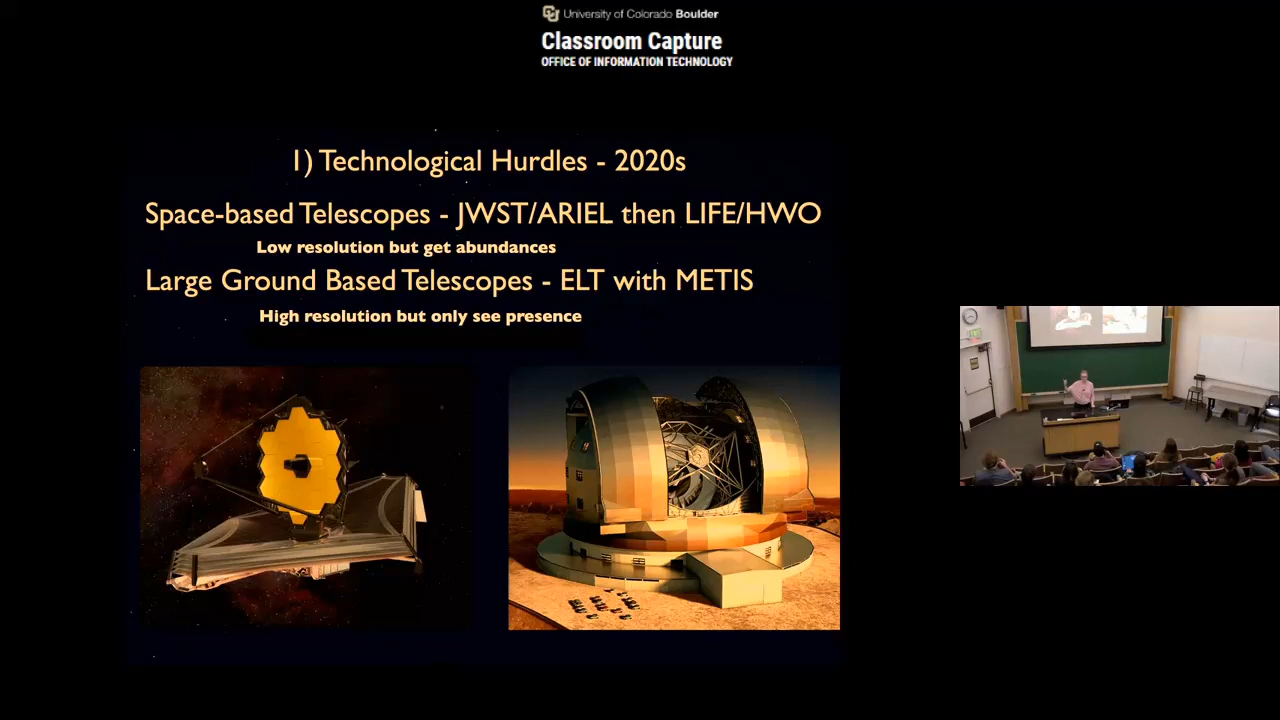 University of Colorado Boulder
Classroom Capture
OFFICE OF INFORMATION TECHNOLOGY
1) Technological Hurdles - 2020s
Space-based Telescopes - JWST/ARIEL then LIFE/HWO
Low resolution but get abundances
Large Ground Based Telescopes - ELT with METIS
High resolution but only see presence